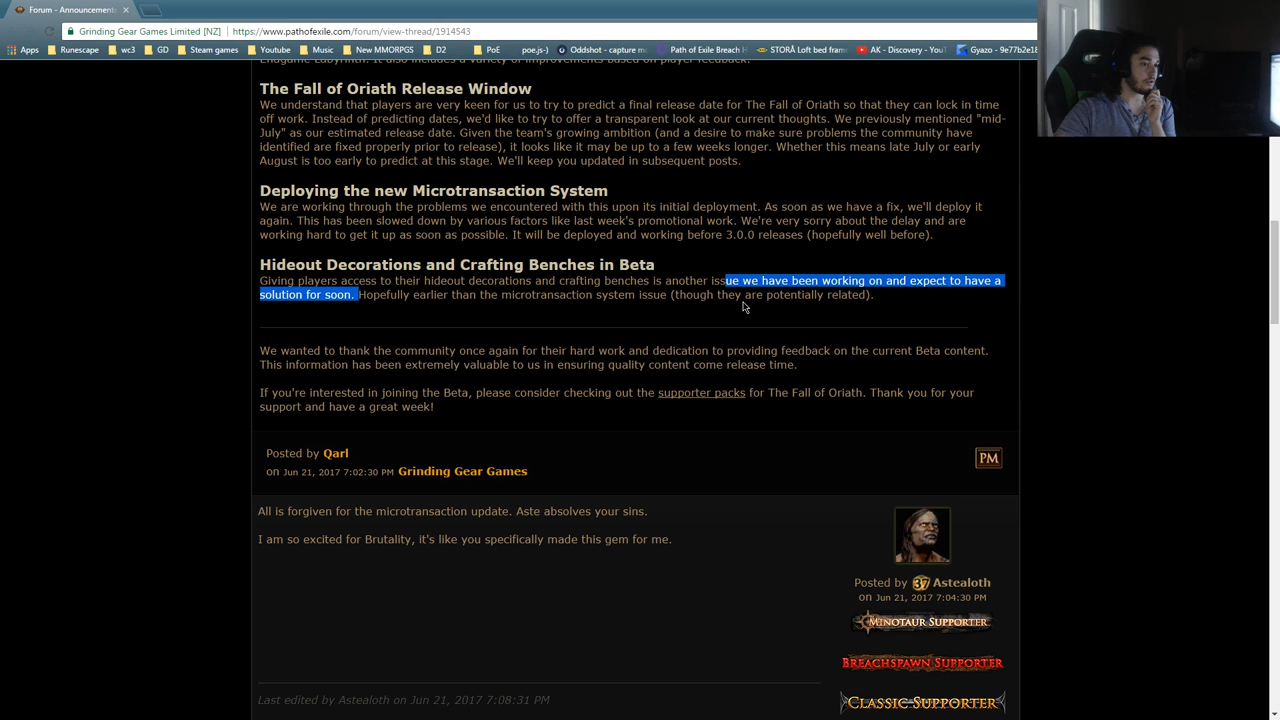 Forum - Announcements
Grinding Gear Games Limited [NZ] https://www.pathofexile.com/forum/view-thread/1914543
Apps Runescape wc3 GD Steam games Youtube Music New MMORPGS D2 PoE poe.js-) Oddshot - capture m Path of Exile Breach H STORÅ Loft bed fram AK - Discovery - You Gyazo - 9e77b2e18
Endgame Labyrinth. It also includes a variety of improvements based on player feedback.
The Fall of Oriath Release Window
We understand that players are very keen for us to try to predict a final release date for The Fall of Oriath so that they can lock in time
off work. Instead of predicting dates, we'd like to try to offer a transparent look at our current thoughts. We previously mentioned "mid-
July" as our estimated release date. Given the team's growing ambition (and a desire to make sure problems the community have
identified are fixed properly prior to release), it looks like it may be up to a few weeks longer. Whether this means late July or early
August is too early to predict at this stage. We'll keep you updated in subsequent posts.
Deploying the new Microtransaction System
We are working through the problems we encountered with this upon its initial deployment. As soon as we have a fix, we'll deploy it
again. This has been slowed down by various factors like last week's promotional work. We're very sorry about the delay and are
working hard to get it up as soon as possible. It will be deployed and working before 3.0.0 releases (hopefully well before).
Hideout Decorations and Crafting Benches in Beta
Giving players access to their hideout decorations and crafting benches is another issue we have been working on and expect to have a
solution for soon. Hopefully earlier than the microtransaction system issue (though they are potentially related).
We wanted to thank the community once again for their hard work and dedication to providing feedback on the current Beta content.
This information has been extremely valuable to us in ensuring quality content come release time.
If you're interested in joining the Beta, please consider checking out the supporter packs for The Fall of Oriath. Thank you for your
support and have a great week!
Posted by Qarl
on Jun 21, 2017 7:02:30 PM Grinding Gear Games
PM
All is forgiven for the microtransaction update. Aste absolves your sins.
I am so excited for Brutality, it's like you specifically made this gem for me.
Posted by Astealoth
on Jun 21, 2017 7:04:30 PM
Minotaur Supporter
Breachspawn Supporter
Classic Supporter
Last edited by Astealoth on Jun 21, 2017 7:08:31 PM